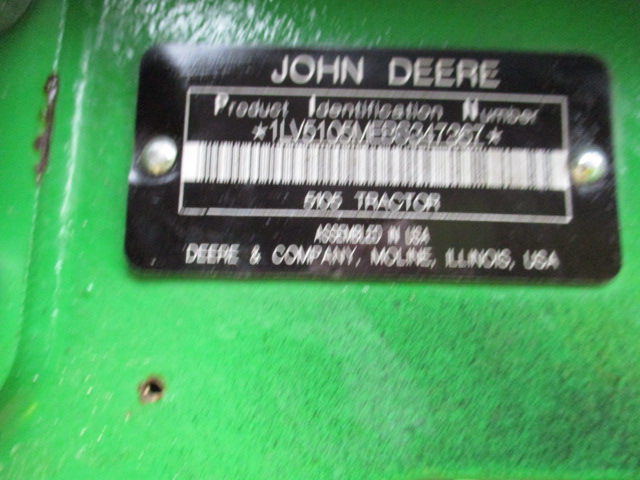 JOHN DEERE
Product Identification Number
5105 TRACTOR
ASSEMBLED IN USA
DEERE & COMPANY, MOLINE, ILLINOIS, USA